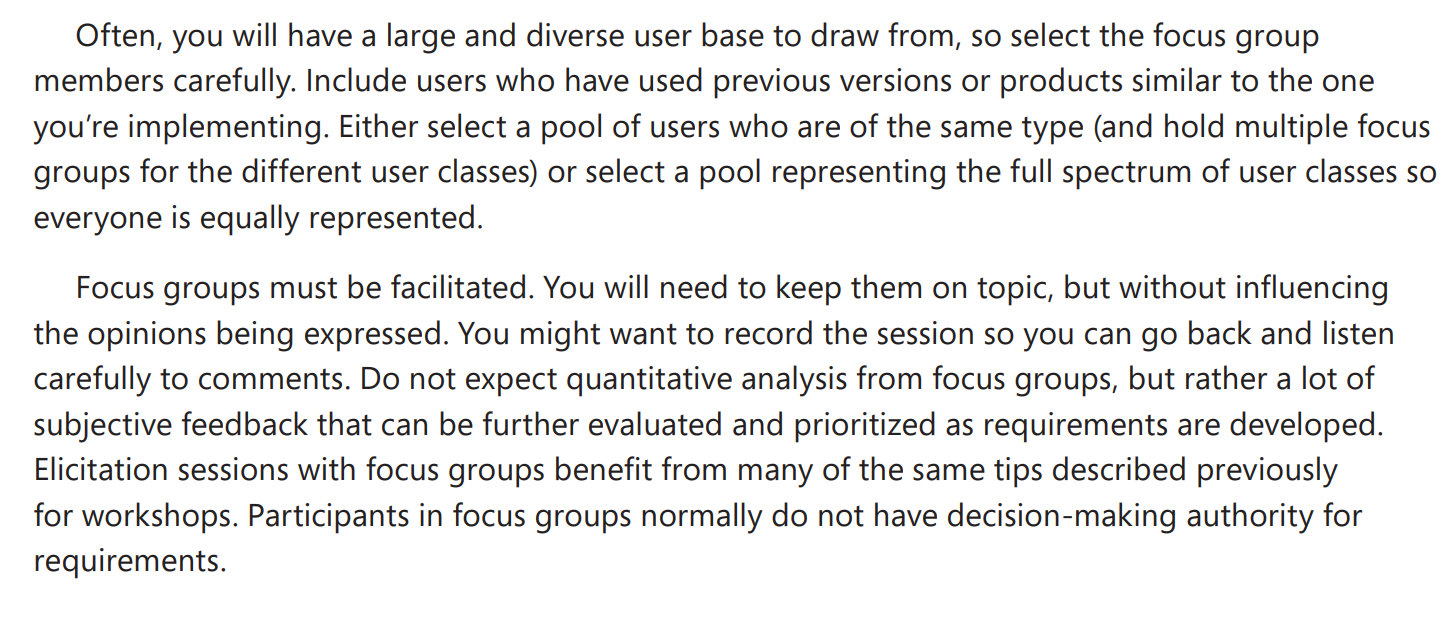 Often, you will have a large and diverse user base to draw from, so select the focus group
members carefully. Include users who have used previous versions or products similar to the one
you’re implementing. Either select a pool of users who are of the same type (and hold multiple focus
groups for the different user classes) or select a pool representing the full spectrum of user classes so
everyone is equally represented.
Focus groups must be facilitated. You will need to keep them on topic, but without influencing
the opinions being expressed. You might want to record the session so you can go back and listen
carefully to comments. Do not expect quantitative analysis from focus groups, but rather a lot of
subjective feedback that can be further evaluated and prioritized as requirements are developed.
Elicitation sessions with focus groups benefit from many of the same tips described previously
for workshops. Participants in focus groups normally do not have decision-making authority for
requirements.